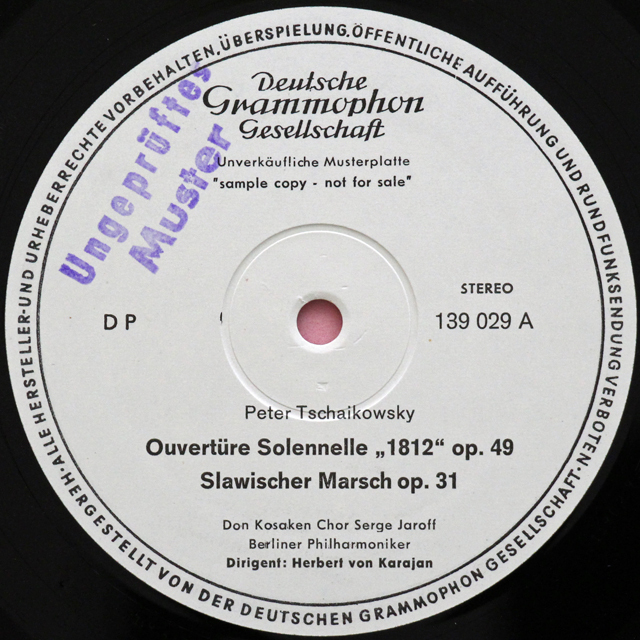 ALLE HERSTELLER- UND URHEBERRECHTE VORBEHALTEN, ÜBERSPIELUNG, ÖFFENTLICHE AUFFÜHRUNG UND RUNDFUNKSENDUNG VERBOTEN·
HERGESTELLT VON DER DEUTSCHEN GRAMMOPHON GESELLSCHAFT·
Deutsche
Grammophon
Gesellschaft
Unverkäufliche Musterplatte
"sample copy - not for sale"
Ungeprüftes
Muster
STEREO
DP
139 029 A
Peter Tschaikowsky
Ouvertüre Solennelle „1812“ op. 49
Slawischer Marsch op. 31
Don Kosaken Chor Serge Jaroff
Berliner Philharmoniker
Dirigent: Herbert von Karajan